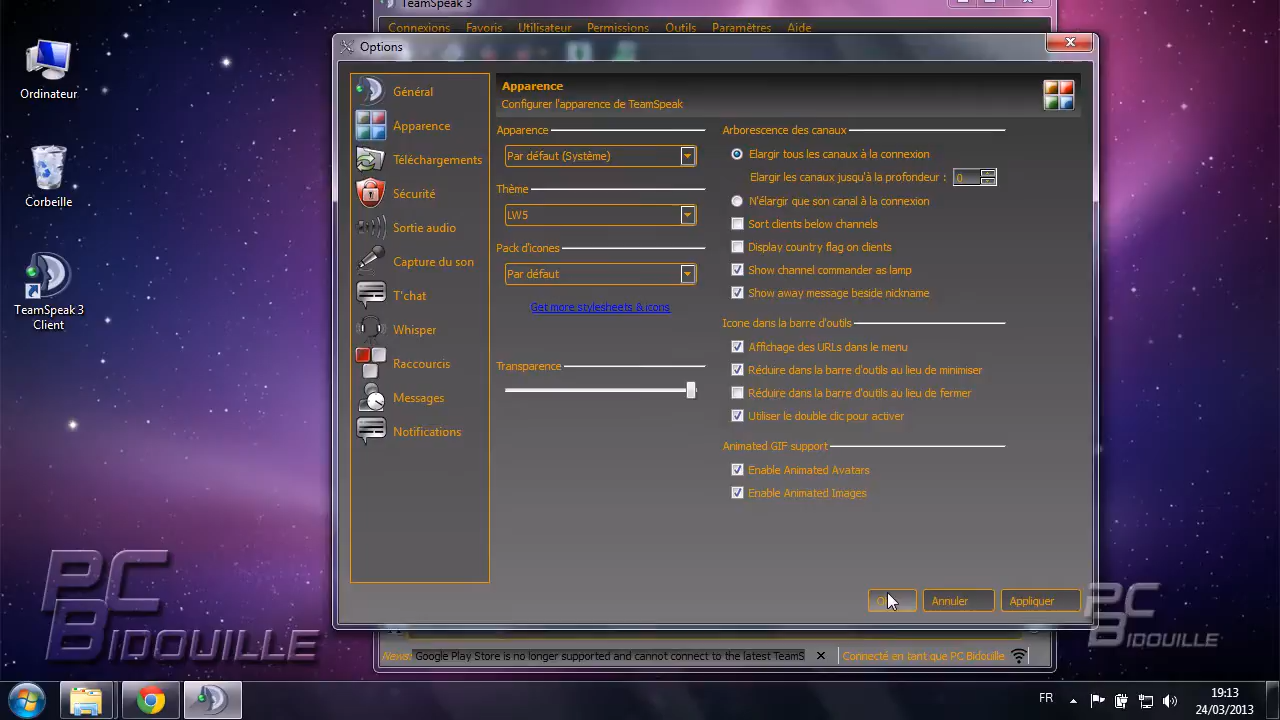 TeamSpeak 3
Connexions Favoris Utilisateur Permissions Outils Paramètres Aide
Options
Ordinateur
Corbeille
TeamSpeak 3
Client
Général
Apparence
Téléchargements
Sécurité
Sortie audio
Capture du son
T'chat
Whisper
Raccourcis
Messages
Notifications
Apparence
Configurer l'apparence de TeamSpeak
Apparence
Par défaut (Système)
Thème
LW5
Pack d'icones
Par défaut
Get more stylesheets & icons
Transparence
Arborescence des canaux
Elargir tous les canaux à la connexion
Elargir les canaux jusqu'à la profondeur : 0
N'élargir que son canal à la connexion
Sort clients below channels
Display country flag on clients
Show channel commander as lamp
Show away message beside nickname
Icone dans la barre d'outils
Affichage des URLs dans le menu
Réduire dans la barre d'outils au lieu de minimiser
Réduire dans la barre d'outils au lieu de fermer
Utiliser le double clic pour activer
Animated GIF support
Enable Animated Avatars
Enable Animated Images
Annuler Appliquer
PC
BIDOUILLE
PC
BIDOUILLE
News: Google Play Store is no longer supported and cannot connect to the latest TeamS
Connecté en tant que PC Bidouille
FR
19:13
24/03/2013